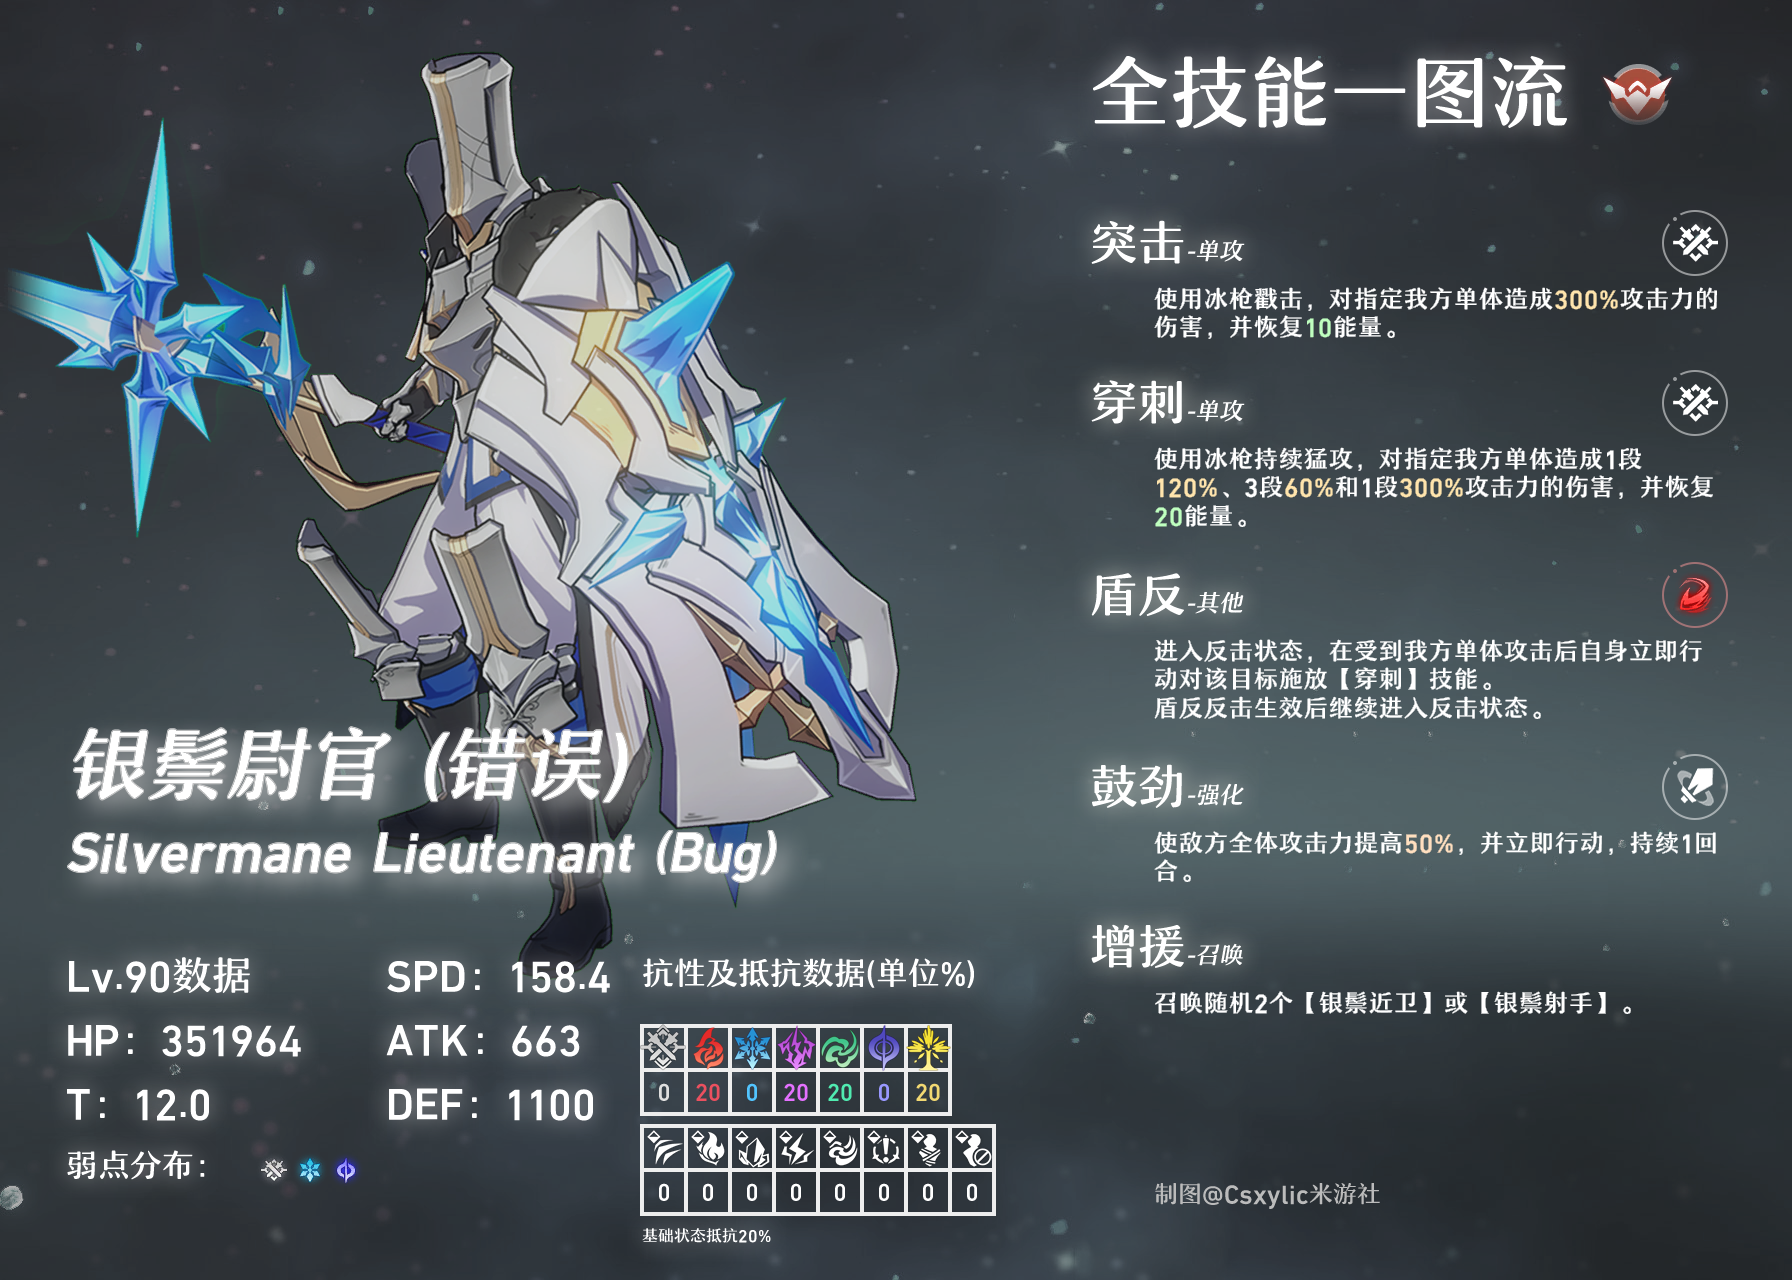 全技能一图流
突击-单攻
使用冰枪戳击，对指定我方单体造成300%攻击力的
伤害，并恢复10能量。
穿刺-单攻
使用冰枪持续猛攻，对指定我方单体造成1段
120%、3段60%和1段300%攻击力的伤害，并恢复
20能量。
盾反-其他
进入反击状态，在受到我方单体攻击后自身立即行
动对该目标施放【穿刺】技能。
盾反反击生效后继续进入反击状态。
鼓劲-强化
使敌方全体攻击力提高50%，并立即行动，持续1回
合。
增援-召唤
召唤随机2个【银鬃近卫】或【银鬃射手】。
银鬃尉官（错误）
Silvermane Lieutenant (Bug)
Lv.90数据 SPD：158.4
HP：351964 ATK：663
T：12.0 DEF：1100
弱点分布：
抗性及抵抗数据(单位%)
0 20 0 20 20 0 20
0 0 0 0 0 0 0 0
基础状态抵抗20%
制图@Csxylic米游社